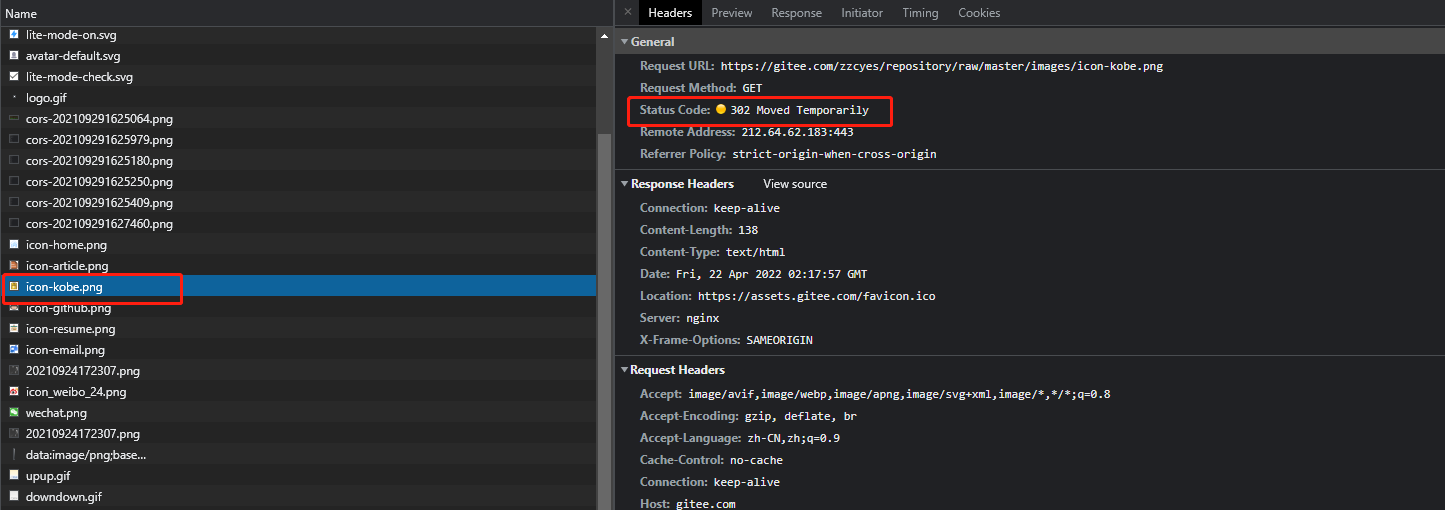 Name
lite-mode-on.svg
avatar-default.svg
lite-mode-check.svg
logo.gif
cors-202109291625064.png
cors-202109291625979.png
cors-202109291625180.png
cors-202109291625250.png
cors-202109291625409.png
cors-202109291627460.png
icon-home.png
icon-article.png
icon-kobe.png
icon-github.png
icon-resume.png
icon-email.png
20210924172307.png
icon_weibo_24.png
wechat.png
20210924172307.png
data:image/png;base...
upup.gif
downdown.gif
× Headers Preview Response Initiator Timing Cookies
General
Request URL: https://gitee.com/zzcyes/repository/raw/master/images/icon-kobe.png
Request Method: GET
Status Code: 302 Moved Temporarily
Remote Address: 212.64.62.183:443
Referrer Policy: strict-origin-when-cross-origin
Response Headers View source
Connection: keep-alive
Content-Length: 138
Content-Type: text/html
Date: Fri, 22 Apr 2022 02:17:57 GMT
Location: https://assets.gitee.com/favicon.ico
Server: nginx
X-Frame-Options: SAMEORIGIN
Request Headers
Accept: image/avif,image/webp,image/apng,image/svg+xml,image/*,*/*;q=0.8
Accept-Encoding: gzip, deflate, br
Accept-Language: zh-CN,zh;q=0.9
Cache-Control: no-cache
Connection: keep-alive
Host: gitee.com